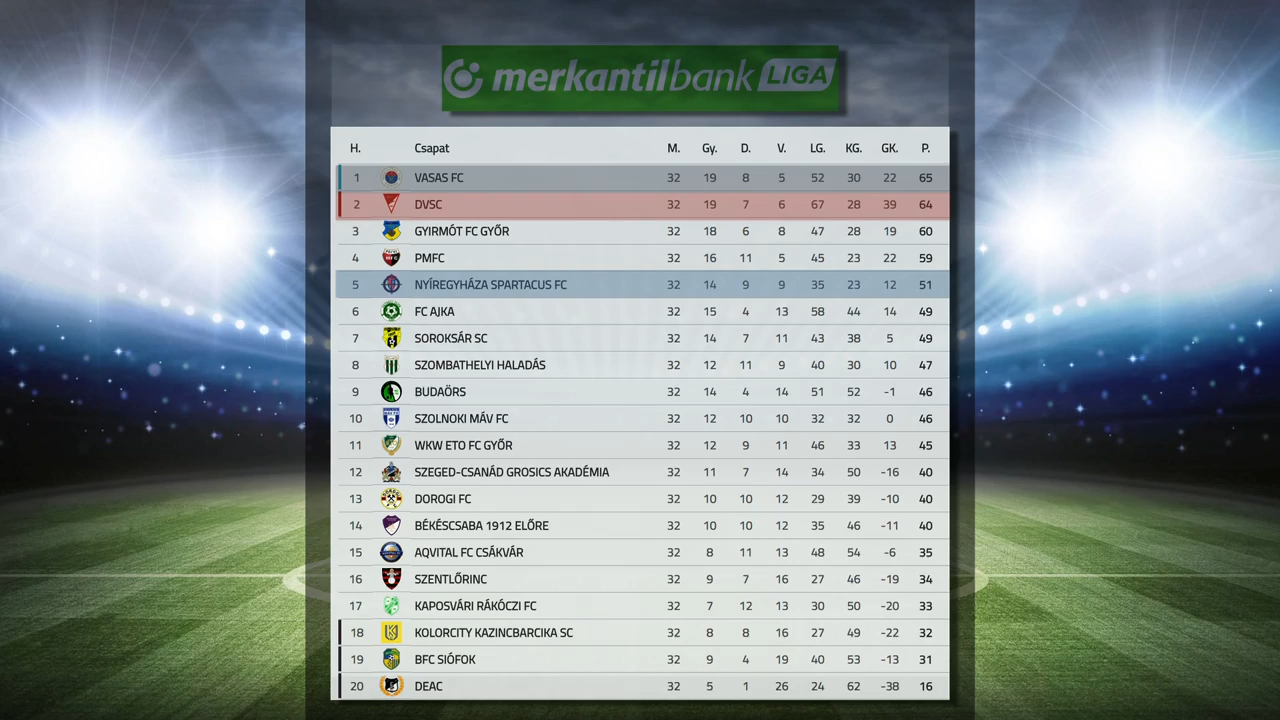 merkantilbank LIGA
H. Csapat M. Gy. D. V. LG. KG. GK. P.
1 VASAS FC 32 19 8 5 52 30 22 65
2 DVSC 32 19 7 6 67 28 39 64
3 GYIRMÓT FC GYŐR 32 18 6 8 47 28 19 60
4 PMFC 32 16 11 5 45 23 22 59
5 NYÍREGYHÁZA SPARTACUS FC 32 14 9 9 35 23 12 51
6 FC AJKA 32 15 4 13 58 44 14 49
7 SOROKSÁR SC 32 14 7 11 43 38 5 49
8 SZOMBATHELYI HALADÁS 32 12 11 9 40 30 10 47
9 BUDAÖRS 32 14 4 14 51 52 -1 46
10 SZOLNOKI MÁV FC 32 12 10 10 32 32 0 46
11 WKW ETO FC GYŐR 32 12 9 11 46 33 13 45
12 SZEGED-CSANÁD GROSICS AKADÉMIA 32 11 7 14 34 50 -16 40
13 DOROGI FC 32 10 10 12 29 39 -10 40
14 BÉKÉSCSABA 1912 ELŐRE 32 10 10 12 35 46 -11 40
15 AQVITAL FC CSÁKVÁR 32 8 11 13 48 54 -6 35
16 SZENTLŐRINC 32 9 7 16 27 46 -19 34
17 KAPOSVÁRI RÁKÓCZI FC 32 7 12 13 30 50 -20 33
18 KOLORCITY KAZINCBARCIKA SC 32 8 8 16 27 49 -22 32
19 BFC SIÓFOK 32 9 4 19 40 53 -13 31
20 DEAC 32 5 1 26 24 62 -38 16